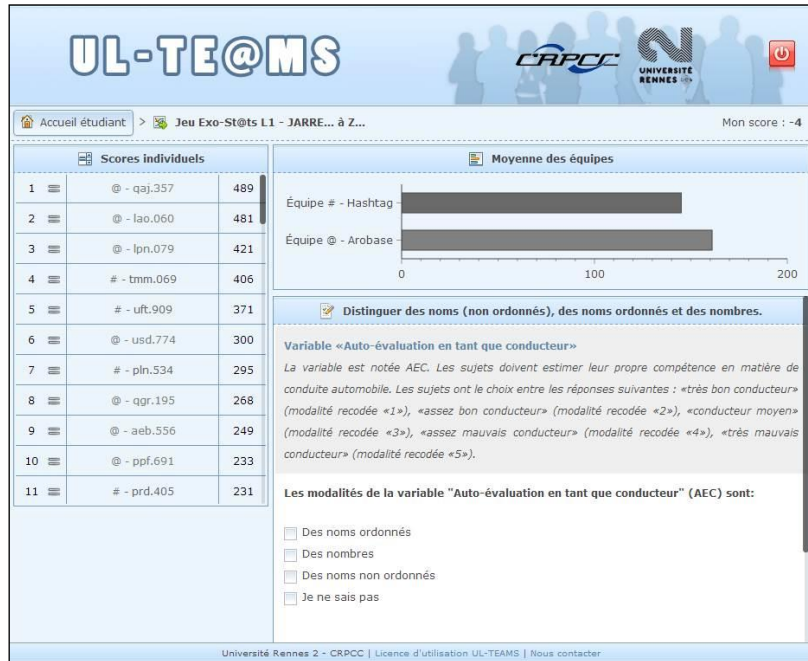 UL-TE@MS
CRPCC
UNIVERSITÉ
RENNES
Accueil étudiant > Jeu Exo-St@ts L1 - JARRE... à Z...
Mon score : -4
Scores individuels
1 @ - qaj.357 489
2 @ - lao.060 481
3 @ - lpn.079 421
4 # - tmm.069 406
5 # - uft.909 371
6 @ - usd.774 300
7 # - pln.534 295
8 @ - qgr.195 268
9 @ - aeb.556 249
10 @ - ppf.691 233
11 # - prd.405 231
Moyenne des équipes
Équipe # - Hashtag
Équipe @ - Arobase
0 100 200
Distinguer des noms (non ordonnés), des noms ordonnés et des nombres.
Variable «Auto-évaluation en tant que conducteur»
La variable est notée AEC. Les sujets doivent estimer leur propre compétence en matière de
conduite automobile. Les sujets ont le choix entre les réponses suivantes : «très bon conducteur»
(modalité recodée «1»), «assez bon conducteur» (modalité recodée «2»), «conducteur moyen»
(modalité recodée «3»), «assez mauvais conducteur» (modalité recodée «4»), «très mauvais
conducteur» (modalité recodée «5»).
Les modalités de la variable "Auto-évaluation en tant que conducteur" (AEC) sont:
Des noms ordonnés
Des nombres
Des noms non ordonnés
Je ne sais pas
Université Rennes 2 - CRPCC | Licence d'utilisation UL-TEAMS | Nous contacter